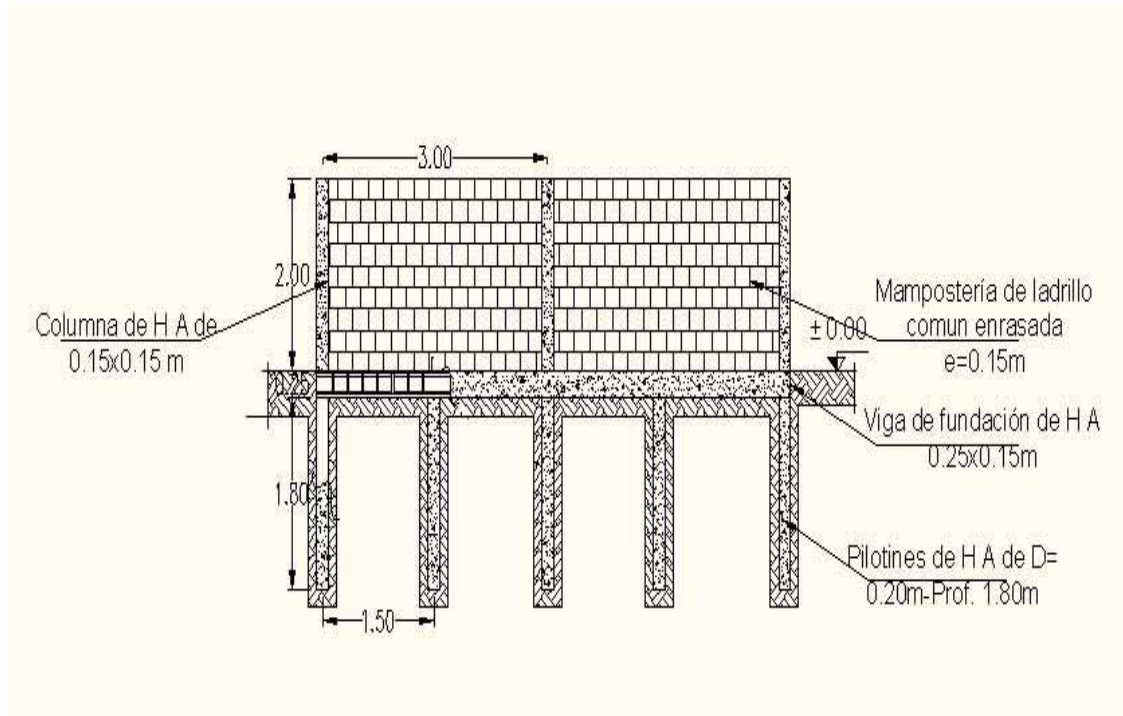 3.00
2.00
Columna de H A de
0.15x0.15 m
Mampostería de ladrillo
comun enrasada
e=0.15m
±0.00
Viga de fundación de H A
0.25x0.15m
1.80
Pilotines de H A de D=
0.20m-Prof. 1.80m
1.50